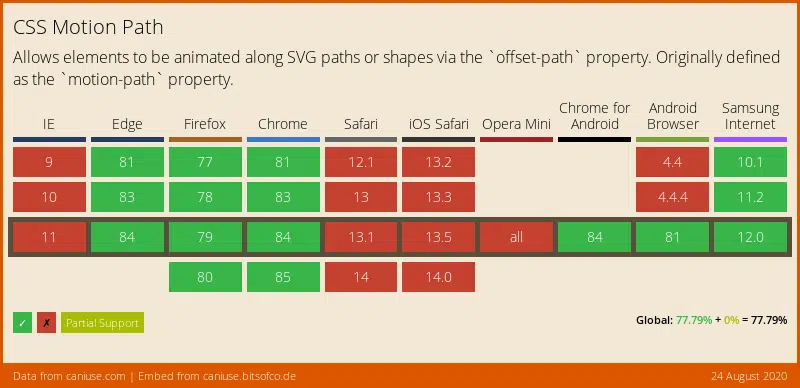 CSS Motion Path
Allows elements to be animated along SVG paths or shapes via the `offset-path` property. Originally defined
as the `motion-path` property.
IE Edge Firefox Chrome Safari iOS Safari Opera Mini Chrome for Android Android Browser Samsung Internet
9 81 77 81 12.1 13.2 4.4 10.1
10 83 78 83 13 13.3 4.4.4 11.2
11 84 79 84 13.1 13.5 all 84 81 12.0
80 85 14 14.0
✓ ✗ Partial Support
Global: 77.79% + 0% = 77.79%
Data from caniuse.com | Embed from caniuse.bitsofco.de
24 August 2020